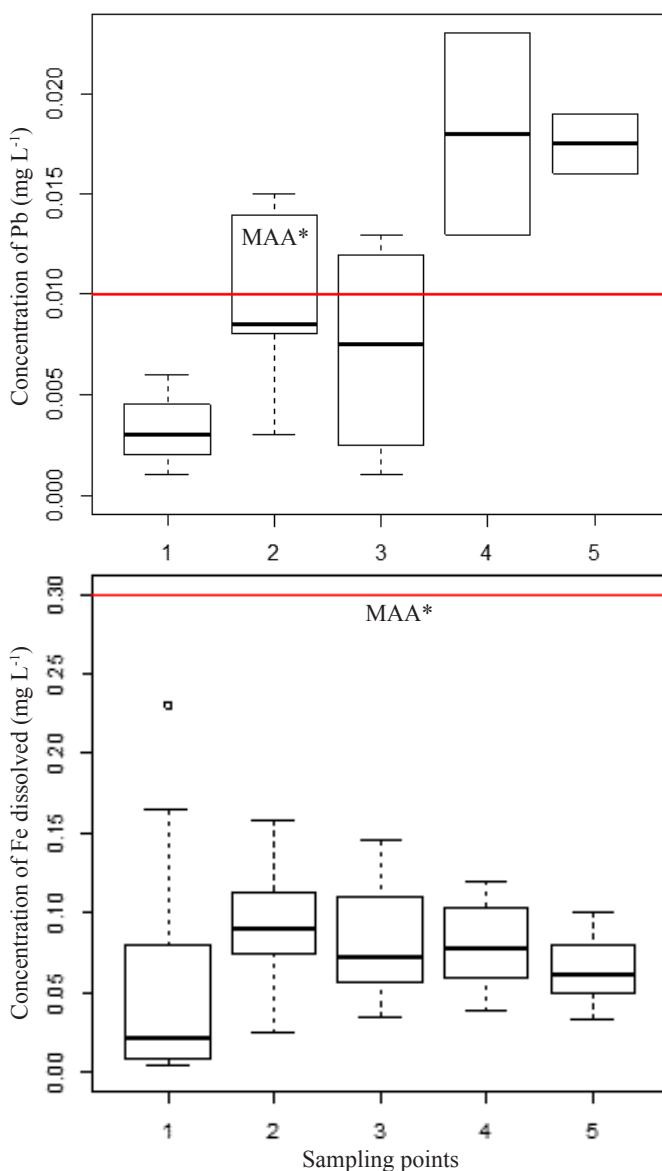 Concentration of Pb (mg L⁻¹)
0.020
0.015
0.010
0.005
0.000
MAA*
1 2 3 4 5
Concentration of Fe dissolved (mg L⁻¹)
0.30
0.25
0.20
0.15
0.10
0.05
0.00
MAA*
1 2 3 4 5
Sampling points